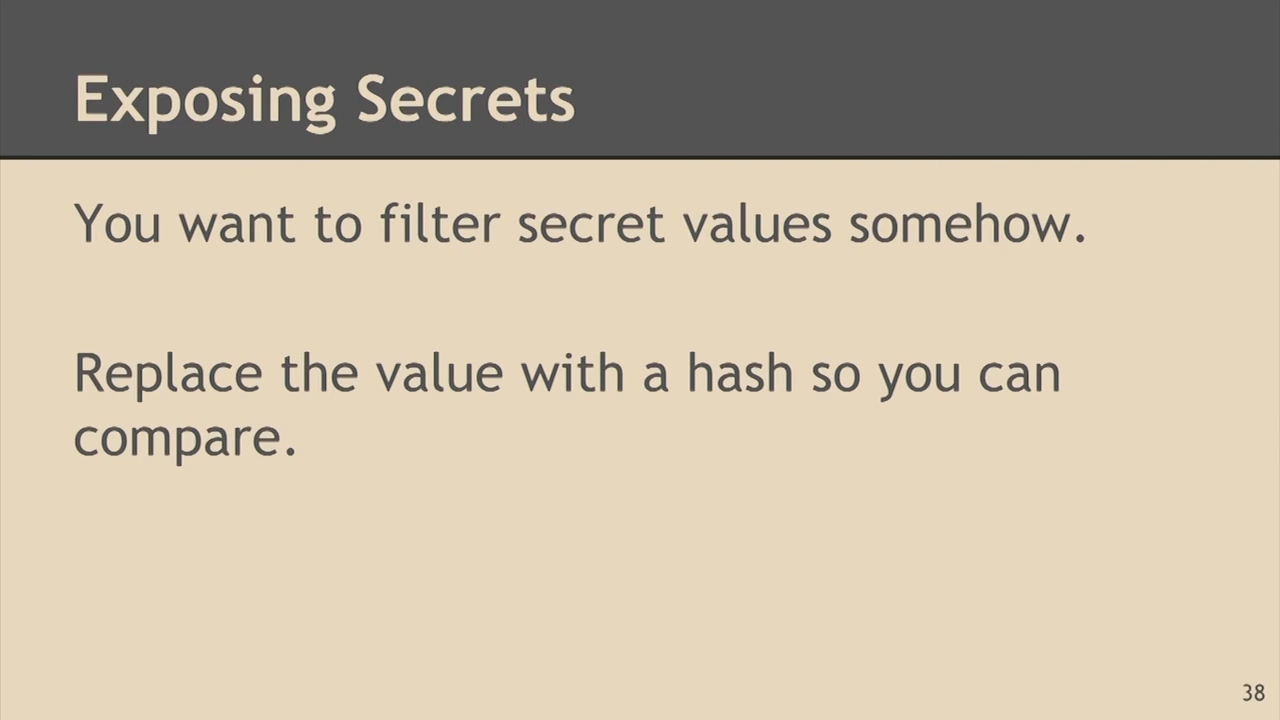 Exposing Secrets
You want to filter secret values somehow.
Replace the value with a hash so you can
compare.
38